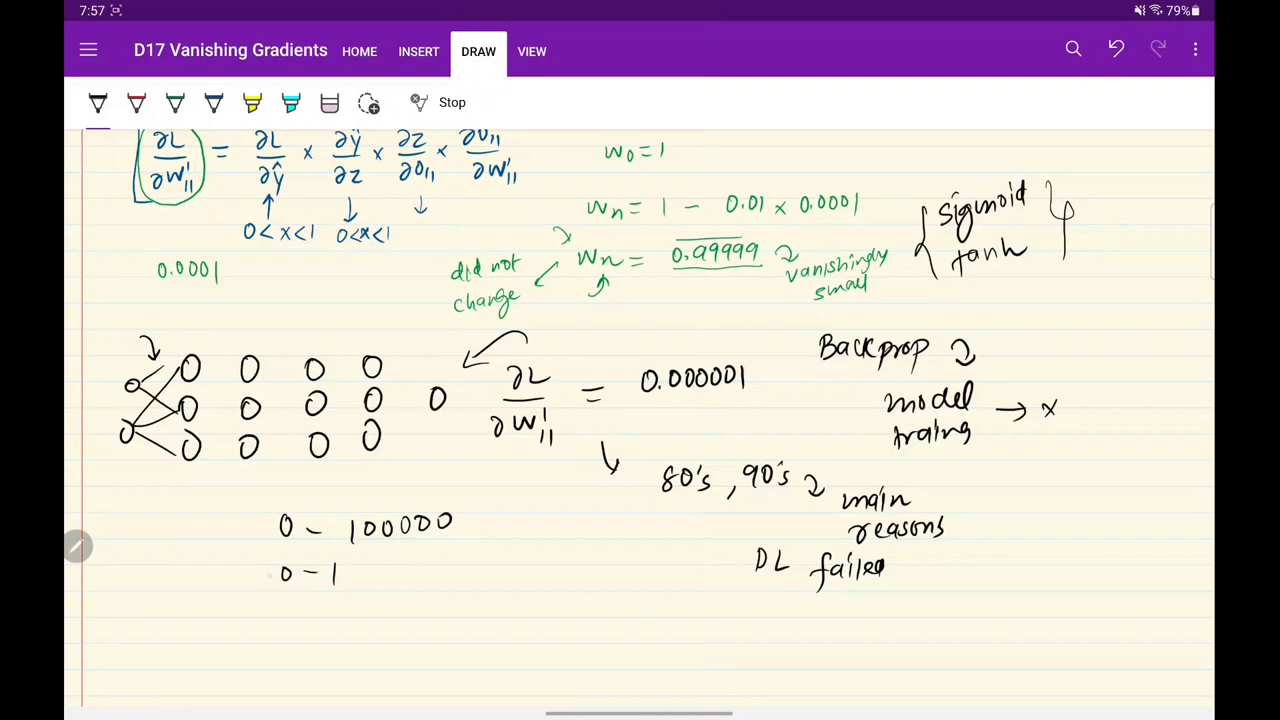 7:57
79%
D17 Vanishing Gradients
HOME INSERT DRAW VIEW
Stop
∂L/∂w'₁₁ = ∂L/∂ŷ × ∂ŷ/∂z × ∂z/∂o₁₁ × ∂o₁₁/∂w'₁₁
0<x<1 0<x<1
0.0001
w₀=1
wn= 1 - 0.01 × 0.0001
wn= 0.99999
did not
change
vanishingly
small
sigmoid
tanh
∂L/∂w'₁₁ = 0.000001
Backprop
model
traing → x
80's, 90's
main
reasons
DL failed
0 - 100000
0 - 1